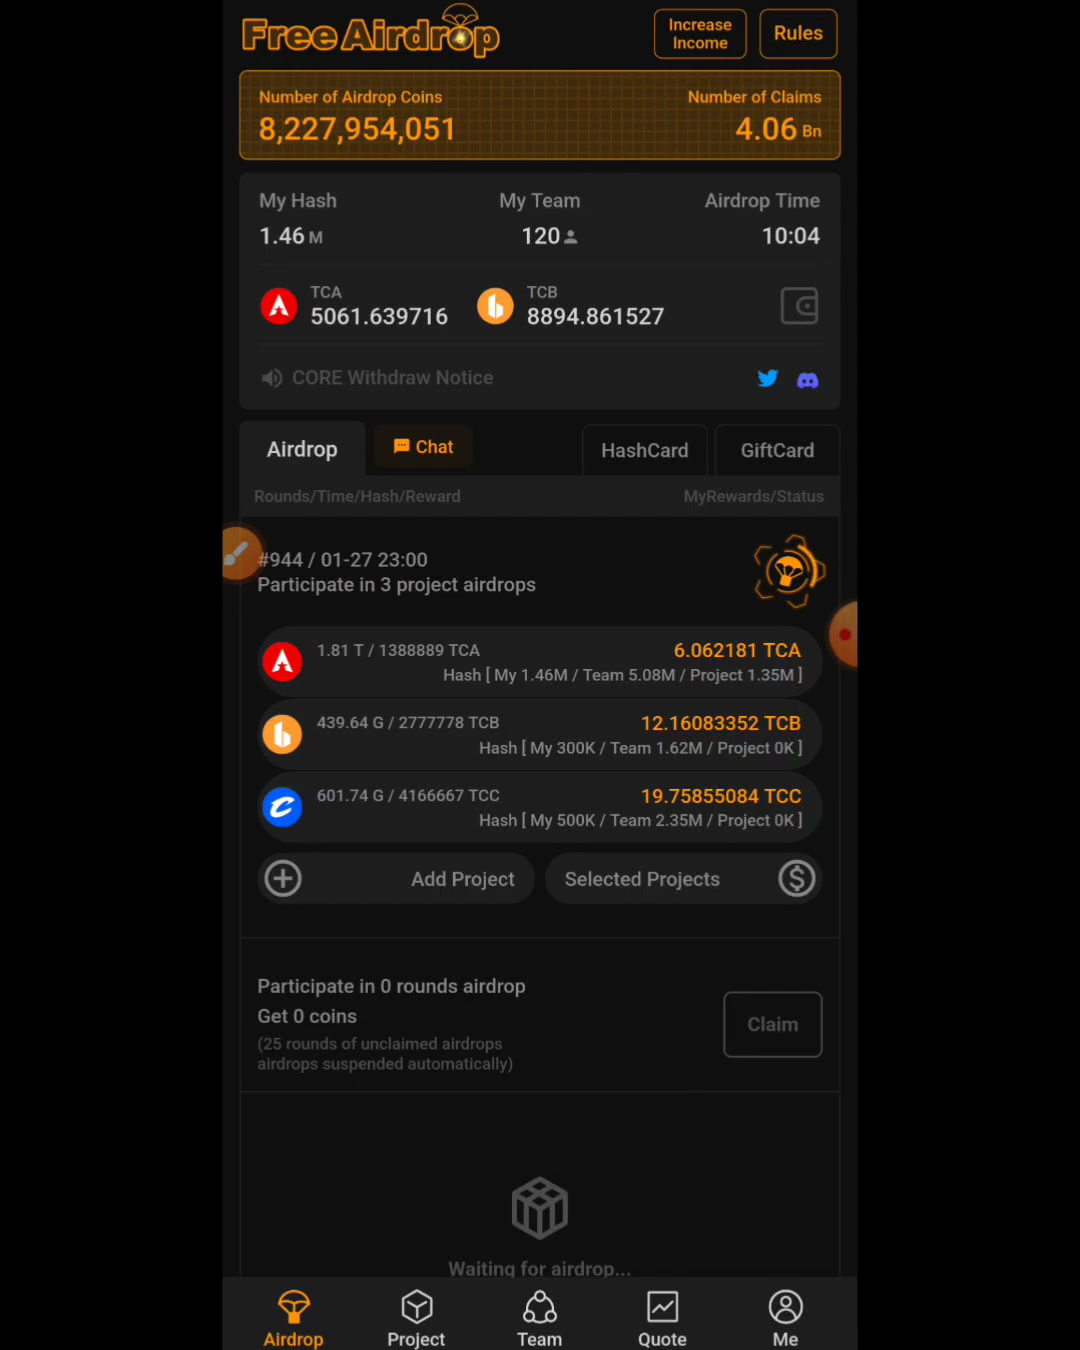 Free Airdrop
Increase
Income
Rules
Number of Airdrop Coins
Number of Claims
8,227,954,051
4.06 Bn
My Hash
My Team
Airdrop Time
1.46 M
120
10:04
TCA
5061.639716
TCB
8894.861527
CORE Withdraw Notice
Airdrop
Chat
HashCard
GiftCard
Rounds/Time/Hash/Reward
MyRewards/Status
#944 / 01-27 23:00
Participate in 3 project airdrops
1.81 T / 1388889 TCA
6.062181 TCA
Hash [ My 1.46M / Team 5.08M / Project 1.35M ]
439.64 G / 2777778 TCB
12.16083352 TCB
Hash [ My 300K / Team 1.62M / Project 0K ]
601.74 G / 4166667 TCC
19.75855084 TCC
Hash [ My 500K / Team 2.35M / Project 0K ]
Add Project
Selected Projects
Participate in 0 rounds airdrop
Get 0 coins
(25 rounds of unclaimed airdrops
airdrops suspended automatically)
Claim
Waiting for airdrop...
Airdrop
Project
Team
Quote
Me